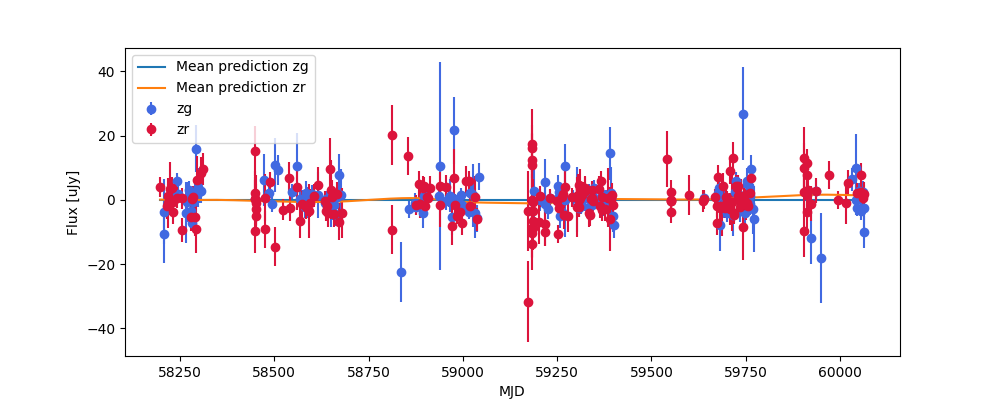 Mean prediction zg
Mean prediction zr
zg
zr
40
20
0
−20
−40
Flux [uJy]
58250
58500
58750
59000
59250
59500
59750
60000
MJD